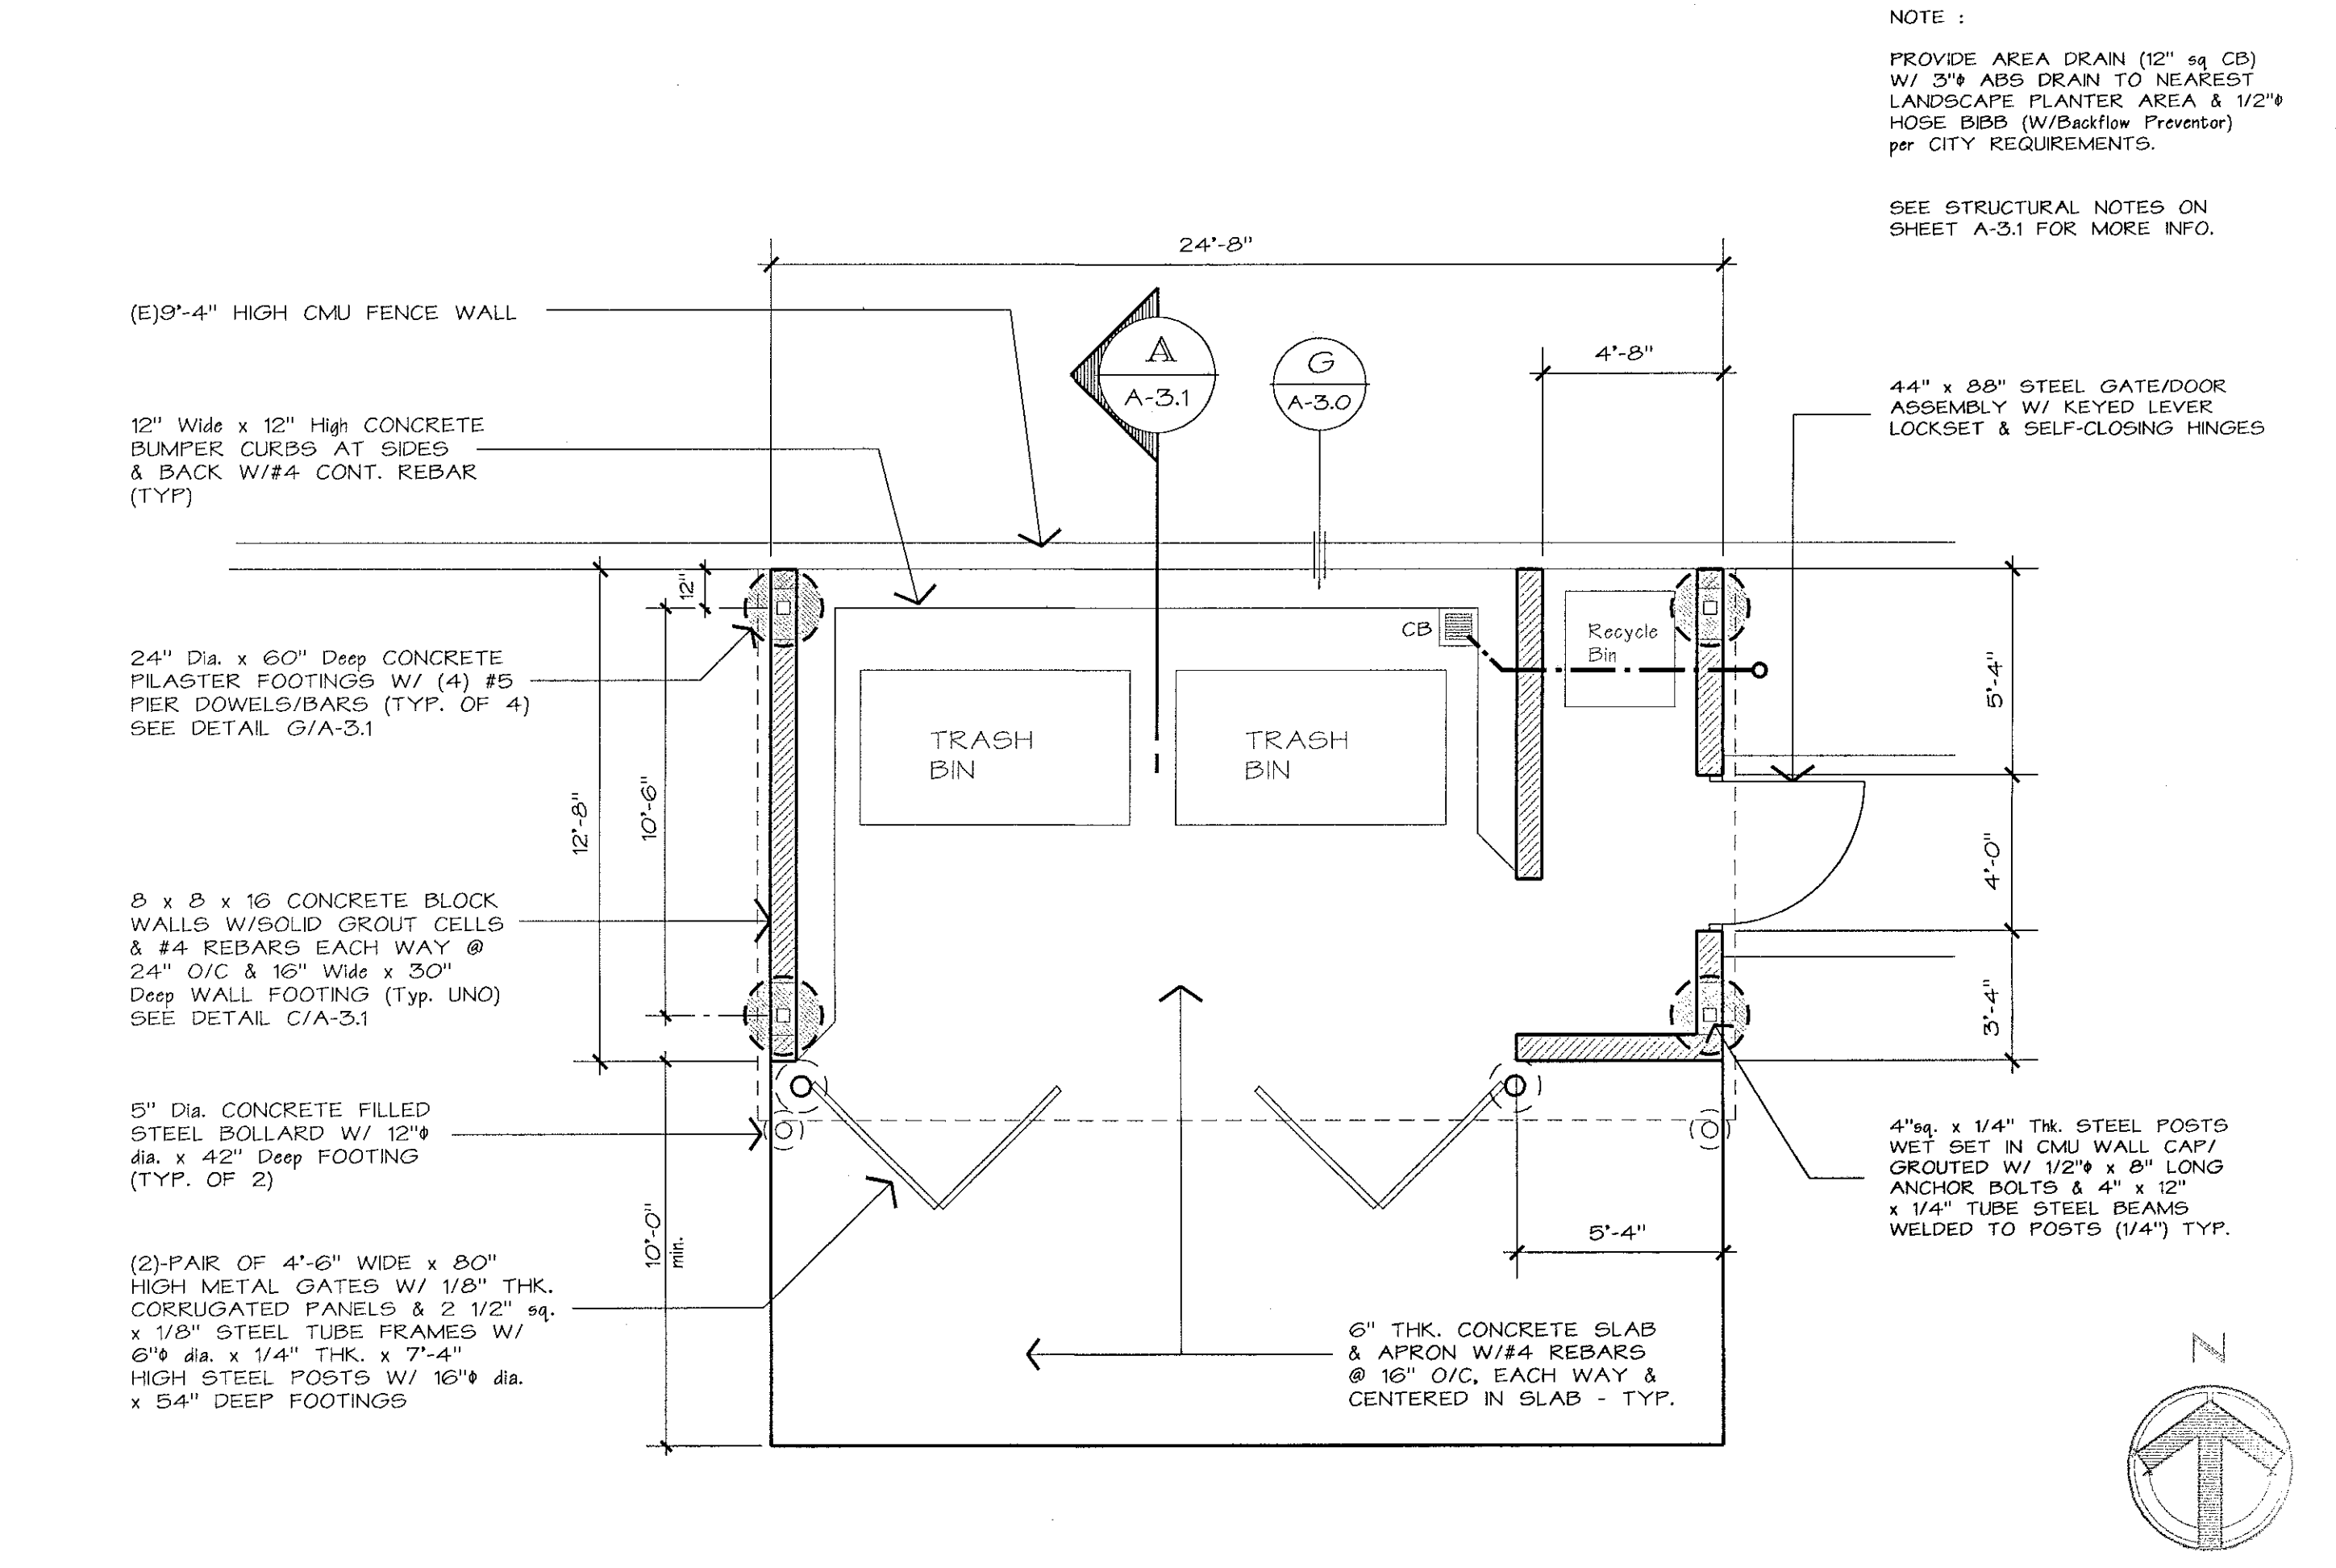 NOTE :
PROVIDE AREA DRAIN (12" sq CB)
W/ 3"ϕ ABS DRAIN TO NEAREST
LANDSCAPE PLANTER AREA & 1/2"ϕ
HOSE BIBB (W/Backflow Preventor)
per CITY REQUIREMENTS.
SEE STRUCTURAL NOTES ON
SHEET A-3.1 FOR MORE INFO.
24'-8"
(E)9'-4" HIGH CMU FENCE WALL
A
A-3.1
G
A-3.0
4'-8"
44" x 88" STEEL GATE/DOOR
ASSEMBLY W/ KEYED LEVER
LOCKSET & SELF-CLOSING HINGES
12" Wide x 12" High CONCRETE
BUMPER CURBS AT SIDES
& BACK W/#4 CONT. REBAR
(TYP)
12"
CB
Recycle
Bin
24" Dia. x 60" Deep CONCRETE
PILASTER FOOTINGS W/ (4) #5
PIER DOWELS/BARS (TYP. OF 4)
SEE DETAIL G/A-3.1
5'-4"
TRASH
BIN
TRASH
BIN
12'-8"
10'-6"
4'-0"
8 x 8 x 16 CONCRETE BLOCK
WALLS W/SOLID GROUT CELLS
& #4 REBARS EACH WAY @
24" O/C & 16" Wide x 30"
Deep WALL FOOTING (Typ. UNO)
SEE DETAIL C/A-3.1
3'-4"
5" Dia. CONCRETE FILLED
STEEL BOLLARD W/ 12"ϕ
dia. x 42" Deep FOOTING
(TYP. OF 2)
4"sq. x 1/4" Thk. STEEL POSTS
WET SET IN CMU WALL CAP/
GROUTED W/ 1/2"ϕ x 8" LONG
ANCHOR BOLTS & 4" x 12"
x 1/4" TUBE STEEL BEAMS
WELDED TO POSTS (1/4") TYP.
10'-0"
min.
5'-4"
(2)-PAIR OF 4'-6" WIDE x 80"
HIGH METAL GATES W/ 1/8" THK.
CORRUGATED PANELS & 2 1/2" sq.
x 1/8" STEEL TUBE FRAMES W/
6"ϕ dia. x 1/4" THK. x 7'-4"
HIGH STEEL POSTS W/ 16"ϕ dia.
x 54" DEEP FOOTINGS
6" THK. CONCRETE SLAB
& APRON W/#4 REBARS
@ 16" O/C, EACH WAY &
CENTERED IN SLAB - TYP.
N